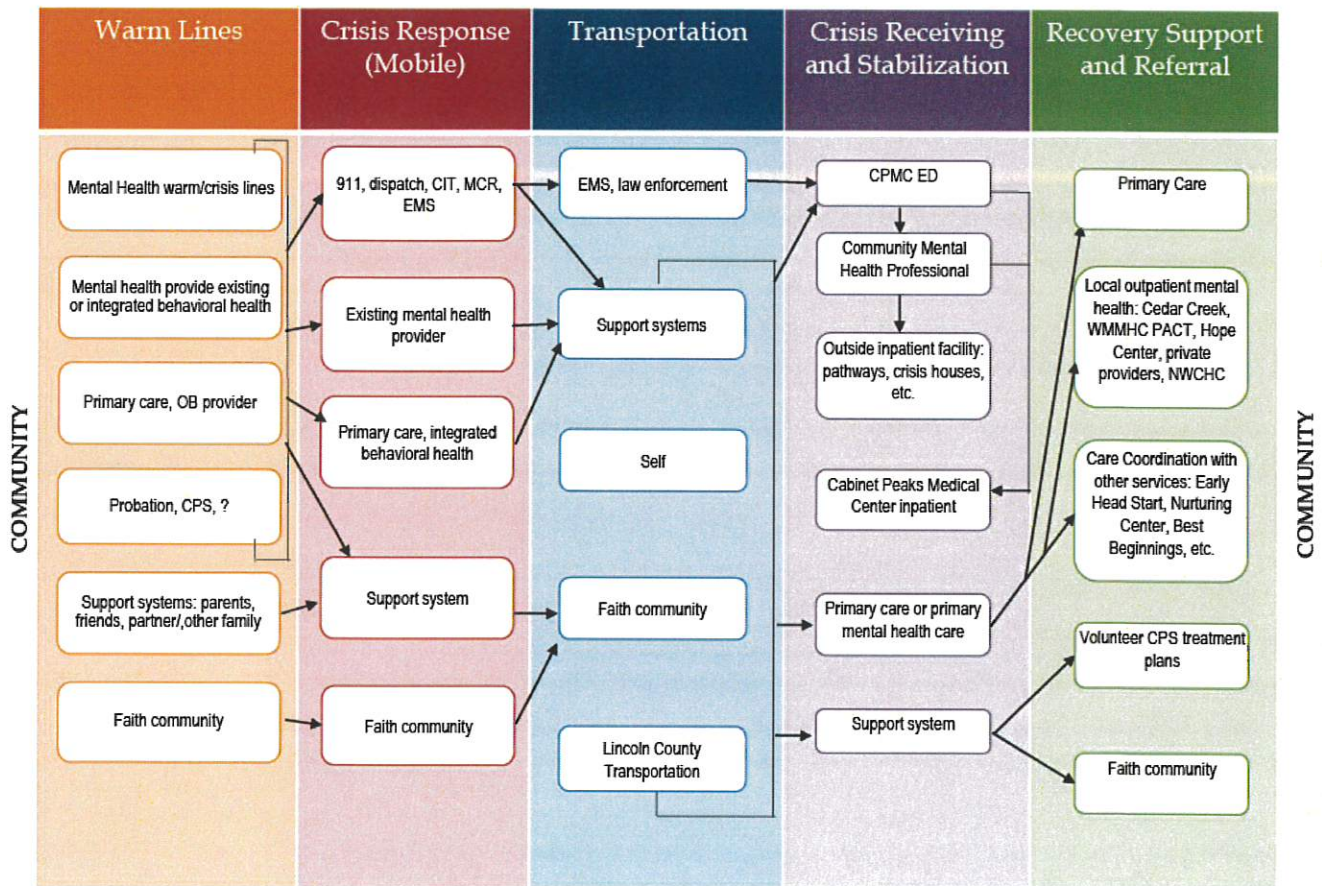 Warm Lines
Crisis Response
(Mobile)
Transportation
Crisis Receiving
and Stabilization
Recovery Support
and Referral
COMMUNITY
Mental Health warm/crisis lines
Mental health provide existing
or integrated behavioral health
Primary care, OB provider
Probation, CPS, ?
Support systems: parents,
friends, partner/,other family
Faith community
911, dispatch, CIT, MCR,
EMS
Existing mental health
provider
Primary care, integrated
behavioral health
Support system
Faith community
EMS, law enforcement
Support systems
Self
Faith community
Lincoln County
Transportation
CPMC ED
Community Mental
Health Professional
Outside inpatient facility:
pathways, crisis houses,
etc.
Cabinet Peaks Medical
Center inpatient
Primary care or primary
mental health care
Support system
Primary Care
Local outpatient mental
health: Cedar Creek,
WMMHC PACT, Hope
Center, private
providers, NWCHC
Care Coordination with
other services: Early
Head Start, Nurturing
Center, Best
Beginnings, etc.
Volunteer CPS treatment
plans
Faith community
COMMUNITY